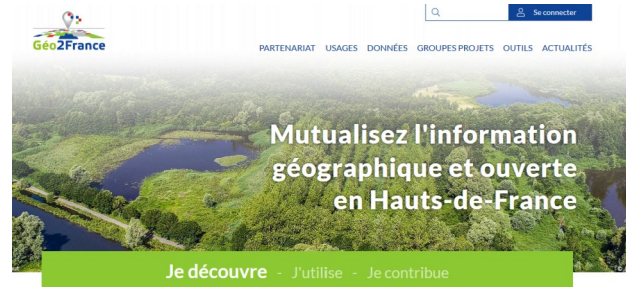 Se connecter
Géo2France
PARTENARIAT USAGES DONNÉES GROUPES PROJETS OUTILS ACTUALITÉS
Mutualisez l'information
géographique et ouverte
en Hauts-de-France
Je découvre - J'utilise - Je contribue
©